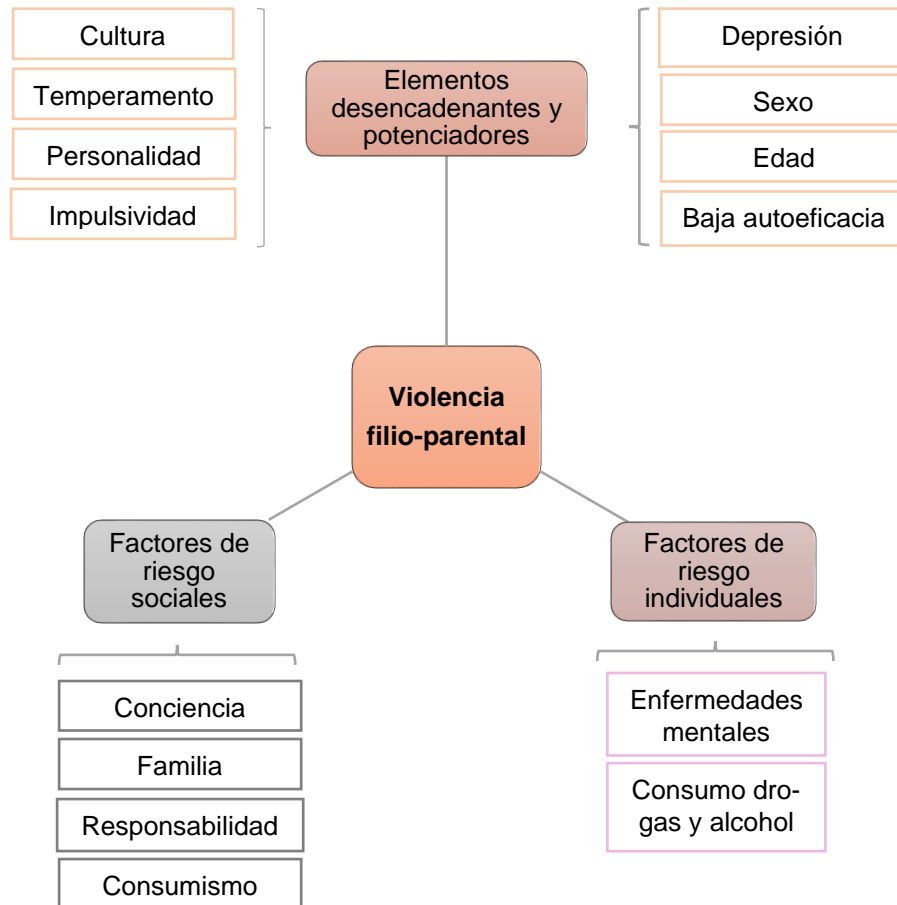 Cultura
Temperamento
Personalidad
Impulsividad
Elementos
desencadenantes y
potenciadores
Depresión
Sexo
Edad
Baja autoeficacia
Violencia
filio-parental
Factores de
riesgo
sociales
Conciencia
Familia
Responsabilidad
Consumismo
Factores de
riesgo
individuales
Enfermedades
mentales
Consumo dro-
gas y alcohol